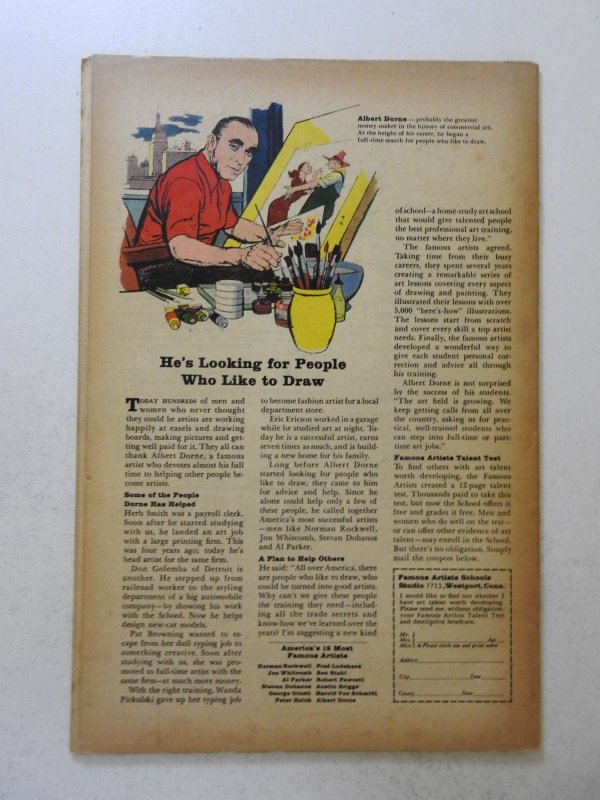 Albert Dorne — probably the greatest
money-maker in the history of commercial art.
At the height of his career, he began a
full-time search for people who like to draw.
He's Looking for People
Who Like to Draw
TODAY HUNDREDS of men and
women who never thought
they could be artists are working
happily at easels and drawing
boards, making pictures and get-
ting well paid for it. They all can
thank Albert Dorne, a famous
artist who devotes almost his full
time to helping other people be-
come artists.
Some of the People
Dorne Has Helped
Herb Smith was a payroll clerk.
Soon after he started studying
with us, he landed an art job
with a large printing firm. This
was four years ago; today he's
head artist for the same firm.
Don Golemba of Detroit is
another. He stepped up from
railroad worker to the styling
department of a big automobile
company—by showing his work
with the School. Now he helps
design new-car models.
Pat Browning wanted to es-
cape from her dull typing job to
something creative. Soon after
studying with us, she was pro-
moted to full-time artist with the
same firm—at much more money.
With the right training, Wanda
Pickulski gave up her typing job
to become fashion artist for a local
department store.
Eric Ericson worked in a garage
while he studied art at night. To-
day he is a successful artist, earns
seven times as much, and is build-
ing a new home for his family.
Long before Albert Dorne
started looking for people who
like to draw, they came to him
for advice and help. Since he
alone could help only a few of
these people, he called together
America's most successful artists
—men like Norman Rockwell,
Jon Whitcomb, Stevan Dohanos
and Al Parker.
A Plan to Help Others
He said: "All over America, there
are people who like to draw, who
could be turned into good artists.
Why can't we give these people
the training they need—includ-
ing all the trade secrets and
know-how we've learned over the
years? I'm suggesting a new kind
America's 12 Most
Famous Artists
Norman Rockwell Fred Ludekens
Jon Whitcomb Ben Stahl
Al Parker Robert Fawcett
Stevan Dohanos Austin Briggs
George Giusti Harold Von Schmidt
Peter Helck Albert Dorne
of school—a home-study art school
that would give talented people
the best professional art training,
no matter where they live."
The famous artists agreed.
Taking time from their busy
careers, they spent several years
creating a remarkable series of
art lessons covering every aspect
of drawing and painting. They
illustrated their lessons with over
5,000 "here's-how" illustrations.
The lessons start from scratch
and cover every skill a top artist
needs. Finally, the famous artists
developed a wonderful way to
give each student personal cor-
rection and advice all through
his training.
Albert Dorne is not surprised
by the success of his students.
"The art field is growing. We
keep getting calls from all over
the country, asking us for prac-
tical, well-trained students who
can step into full-time or part-
time art jobs."
Famous Artists Talent Test
To find others with art talent
worth developing, the Famous
Artists created a 12-page talent
test. Thousands paid to take this
test, but now the School offers it
free and grades it free. Men and
women who do well on the test—
or can offer other evidence of art
talent—may enroll in the School.
But there's no obligation. Simply
mail the coupon below.
Famous Artists Schools
Studio 7715, Westport, Conn.
I would like to find out whether I
have art talent worth developing.
Please send me, without obligation,
your Famous Artists Talent Test
and descriptive brochure.
Mr.
Mrs. Age
Miss Please circle one and print name
Address
City Zone
County State